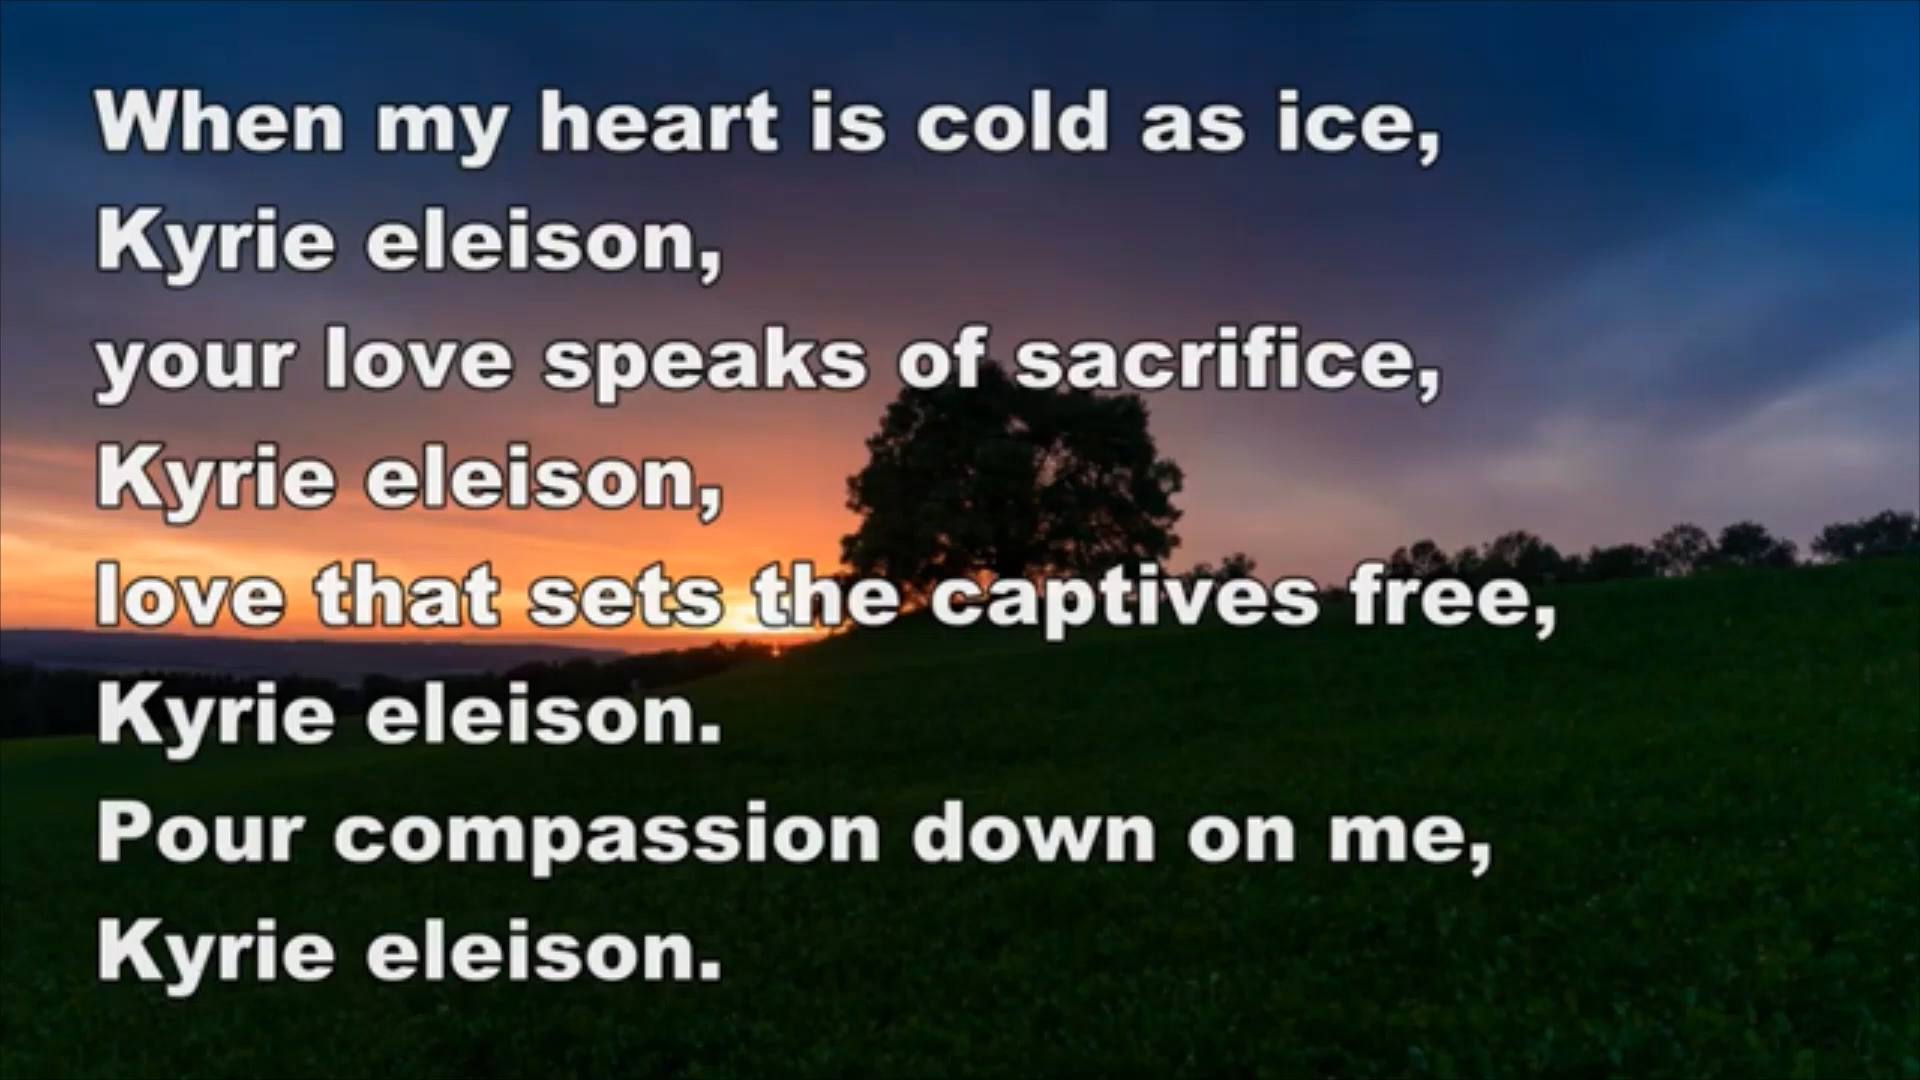 When my heart is cold as ice,
Kyrie eleison,
your love speaks of sacrifice,
Kyrie eleison,
love that sets the captives free,
Kyrie eleison.
Pour compassion down on me,
Kyrie eleison.